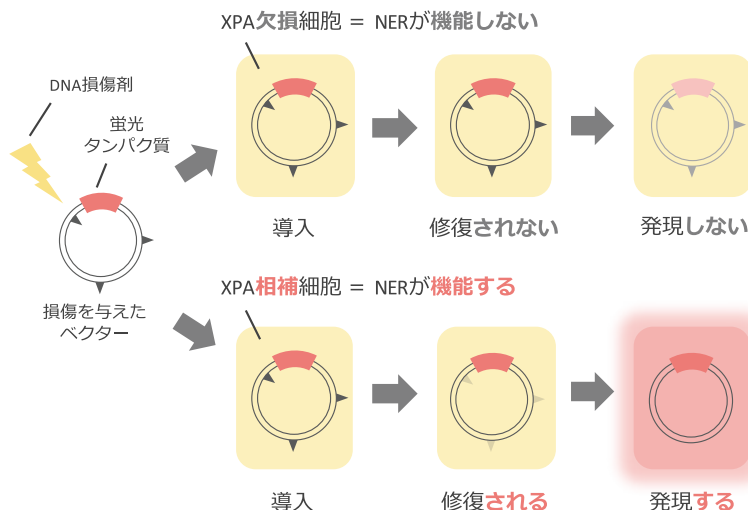 XPA欠損細胞 = NERが機能しない
DNA損傷剤
蛍光
タンパク質
損傷を与えた
ベクター
導入
修復されない
発現しない
XPA相補細胞 = NERが機能する
導入
修復される
発現する